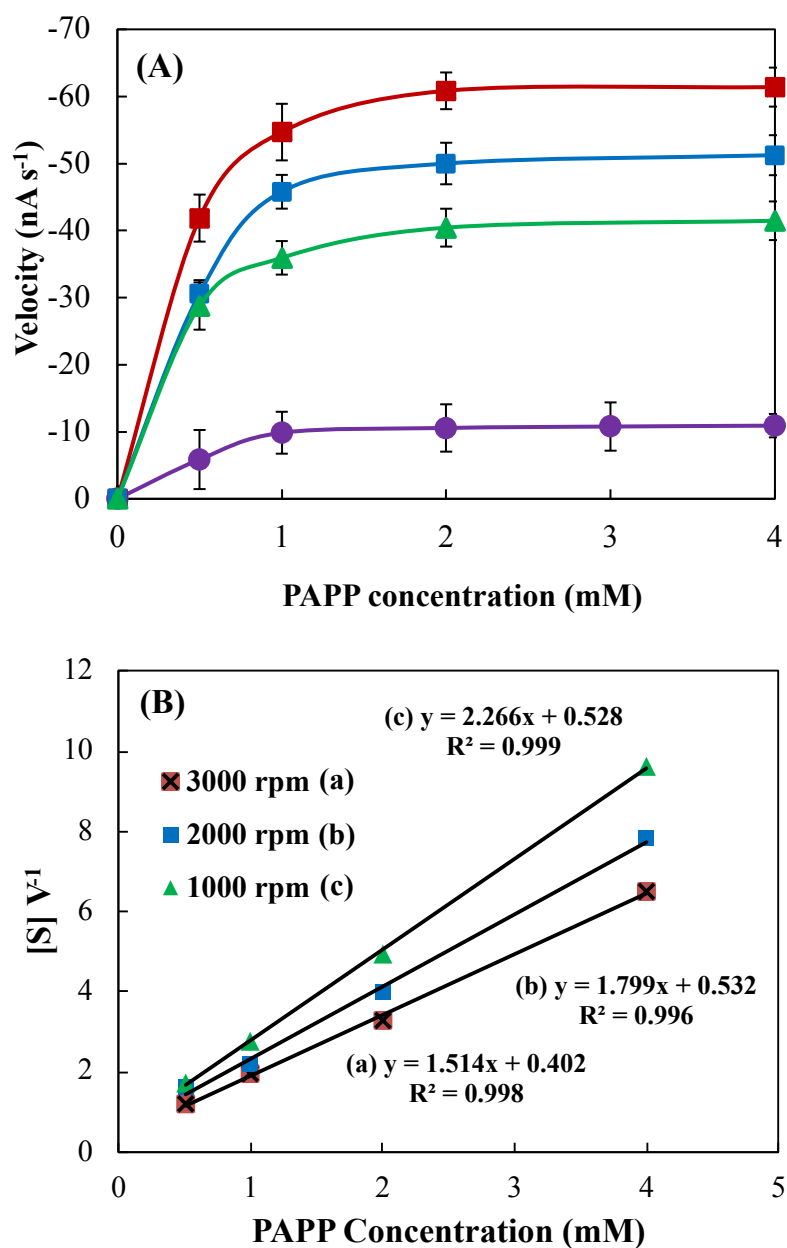 (A)
Velocity (nA s⁻¹)
-70
-60
-50
-40
-30
-20
-10
0
0 1 2 3 4
PAPP concentration (mM)
(B)
[S] V⁻¹
12
10
8
6
4
2
0
(c) y = 2.266x + 0.528
R² = 0.999
3000 rpm (a)
2000 rpm (b)
1000 rpm (c)
(b) y = 1.799x + 0.532
R² = 0.996
(a) y = 1.514x + 0.402
R² = 0.998
0 1 2 3 4 5
PAPP Concentration (mM)